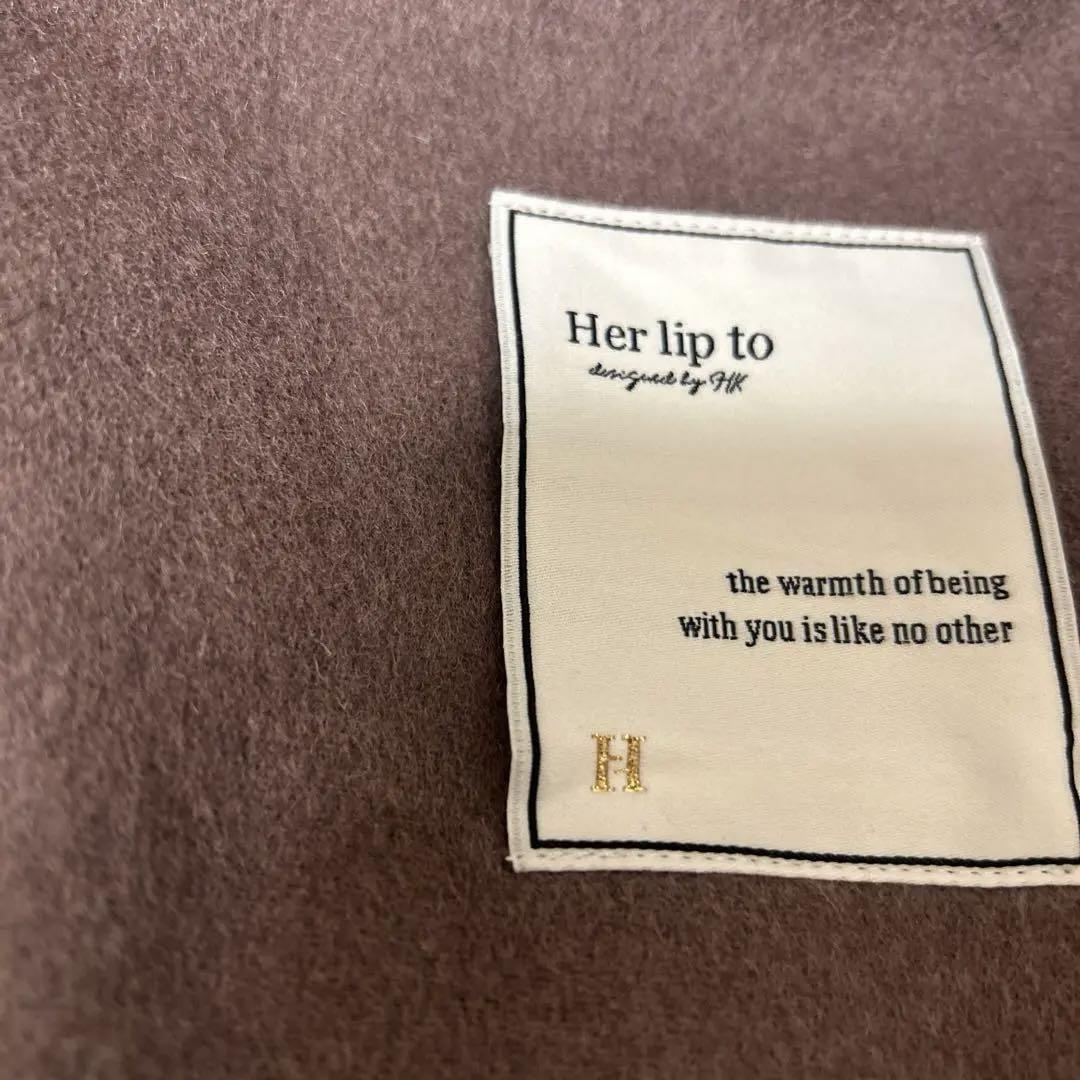 Her lip to
designed by HK
the warmth of being
with you is like no other
H